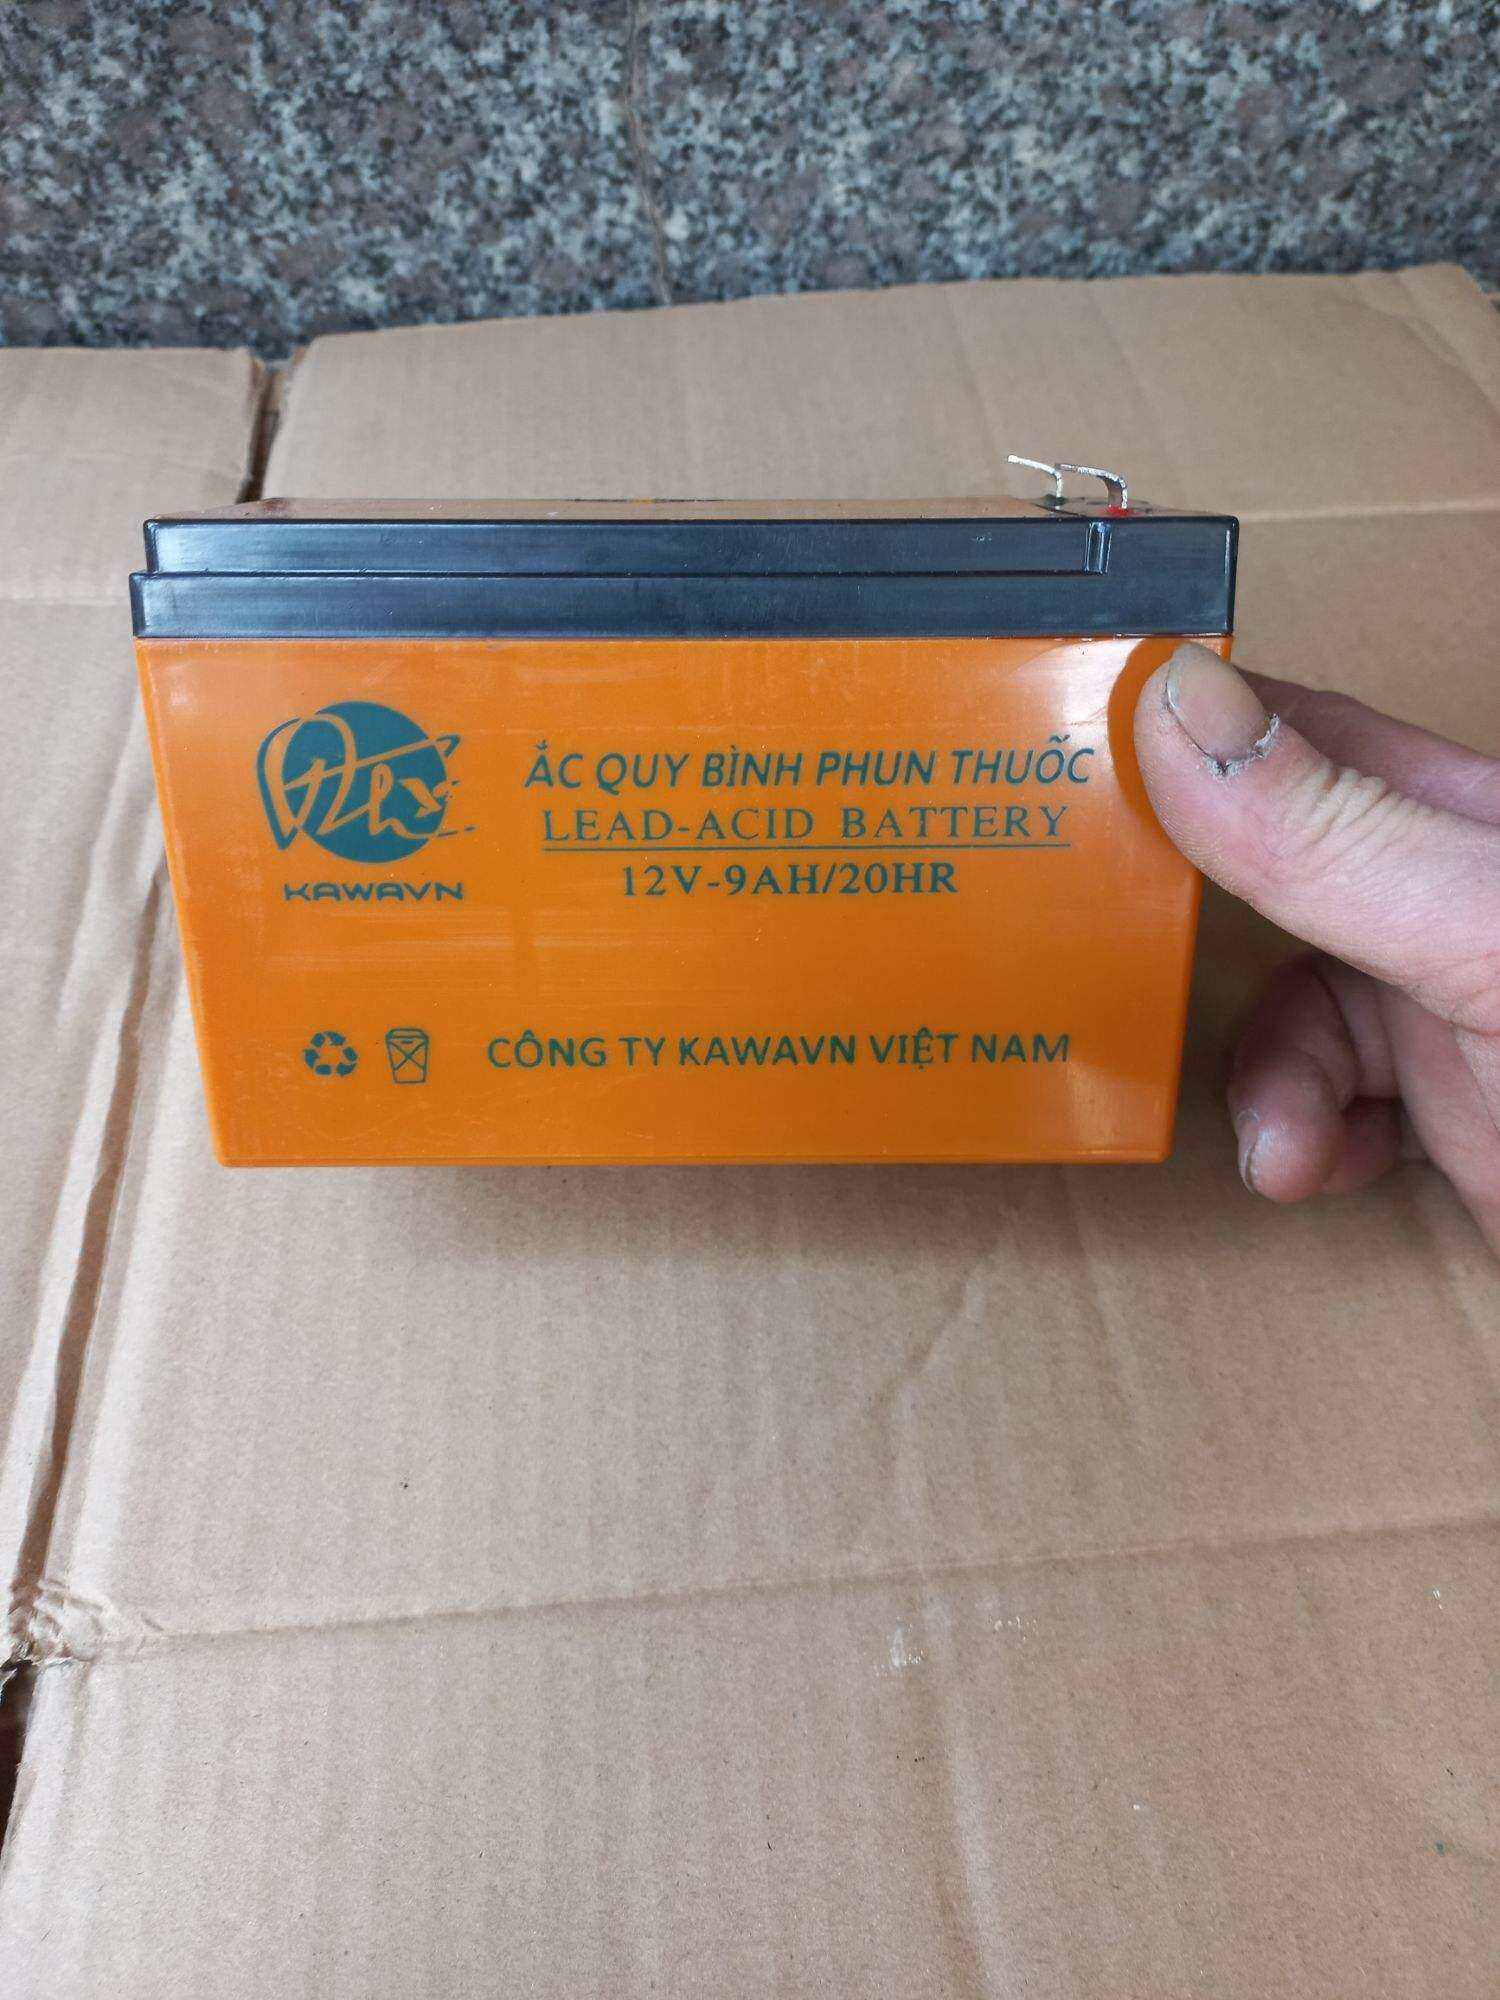 ẮC QUY BÌNH PHUN THUỐC
LEAD-ACID BATTERY
12V-9AH/20HR
KAWAVN
CÔNG TY KAWAVN VIỆT NAM